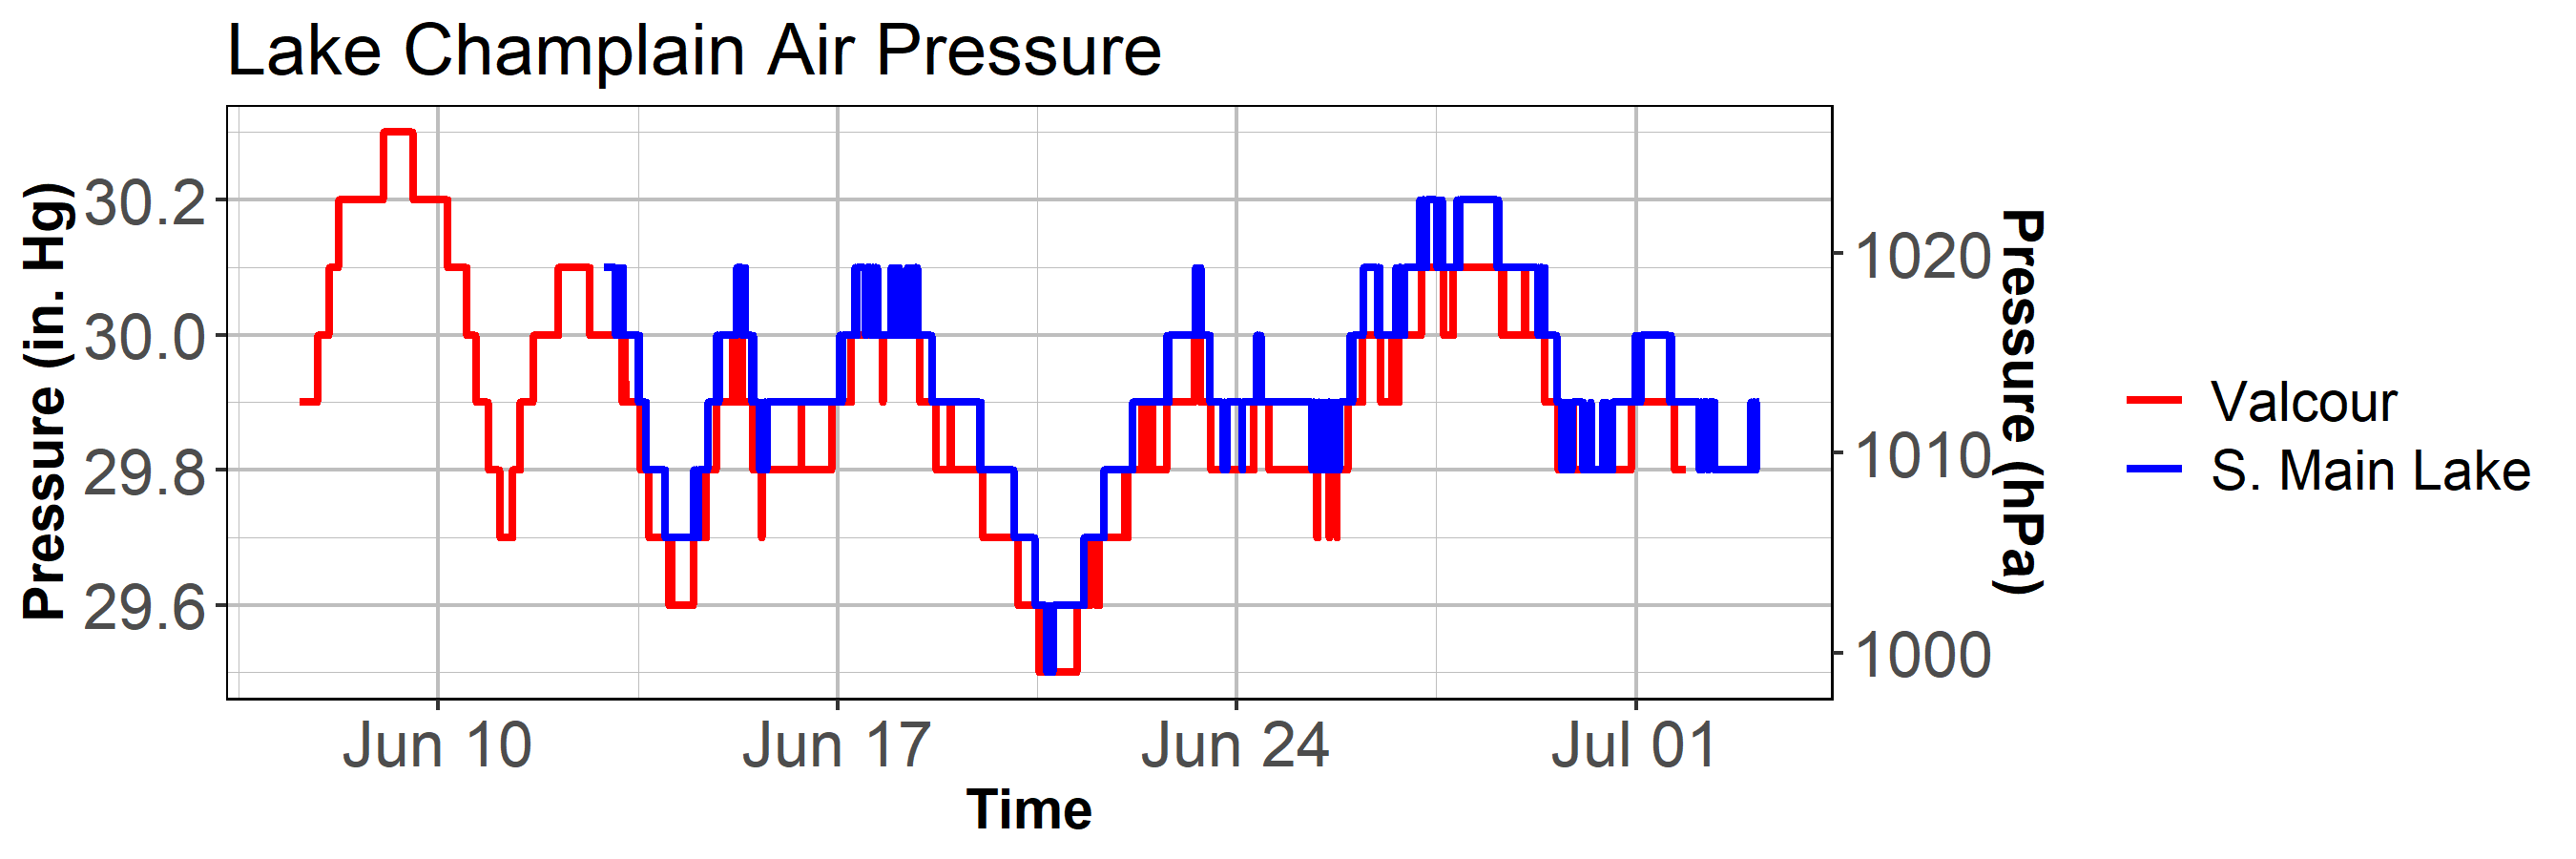 Lake Champlain Air Pressure
Pressure (in. Hg)
30.2
30.0
29.8
29.6
1020
1010
1000
Pressure (hPa)
Jun 10
Jun 17
Jun 24
Jul 01
Time
Valcour
S. Main Lake